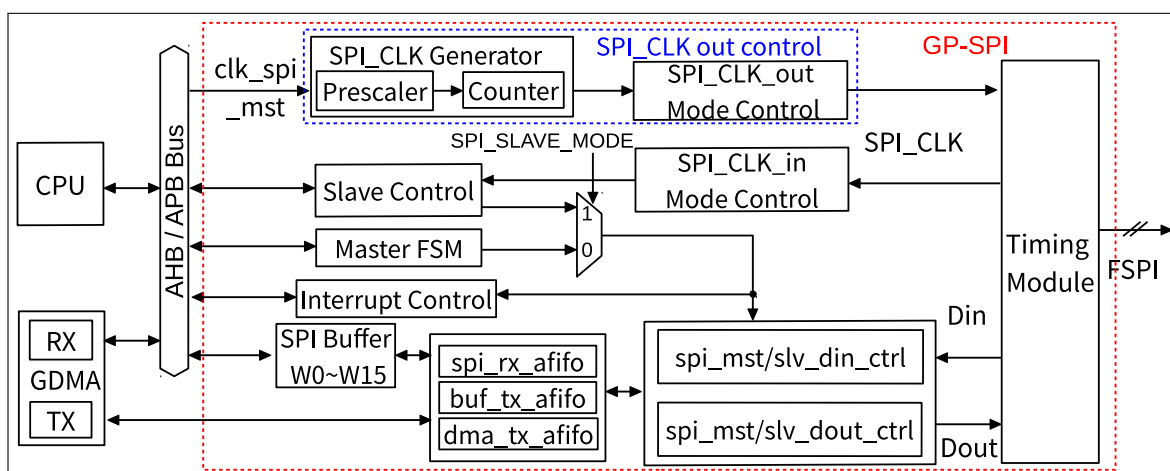 SPI_CLK out control
GP-SPI
SPI_CLK Generator
Prescaler
Counter
SPI_CLK_out
Mode Control
clk_spi
_mst
SPI_SLAVE_MODE
SPI_CLK
CPU
AHB / APB Bus
Slave Control
SPI_CLK_in
Mode Control
1
0
Master FSM
Timing
Module
FSPI
Interrupt Control
Din
RX
GDMA
TX
SPI Buffer
W0~W15
spi_rx_afifo
buf_tx_afifo
dma_tx_afifo
spi_mst/slv_din_ctrl
spi_mst/slv_dout_ctrl
Dout